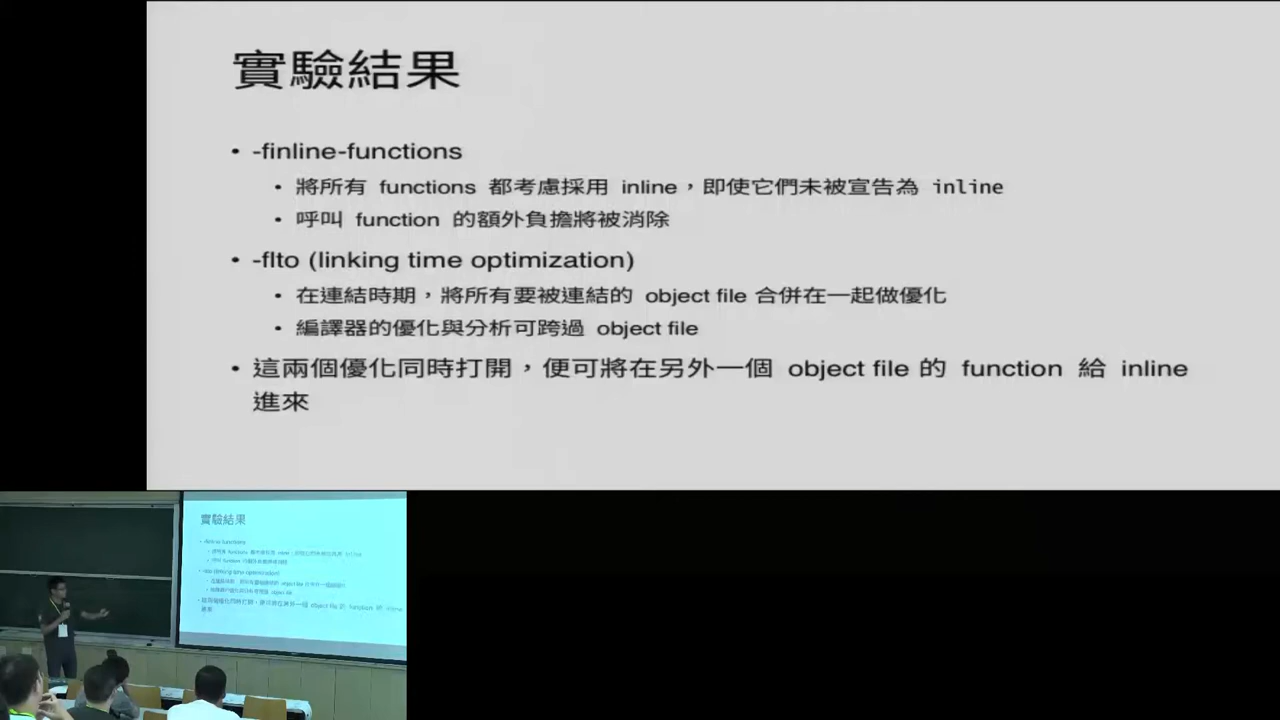 實驗結果
• -finline-functions
• 將所有 functions 都考慮採用 inline，即使它們未被宣告為 inline
• 呼叫 function 的額外負擔將被消除
• -flto (linking time optimization)
• 在連結時期，將所有要被連結的 object file 合併在一起做優化
• 編譯器的優化與分析可跨過 object file
• 這兩個優化同時打開，便可將在另外一個 object file 的 function 給 inline
進來
實驗結果